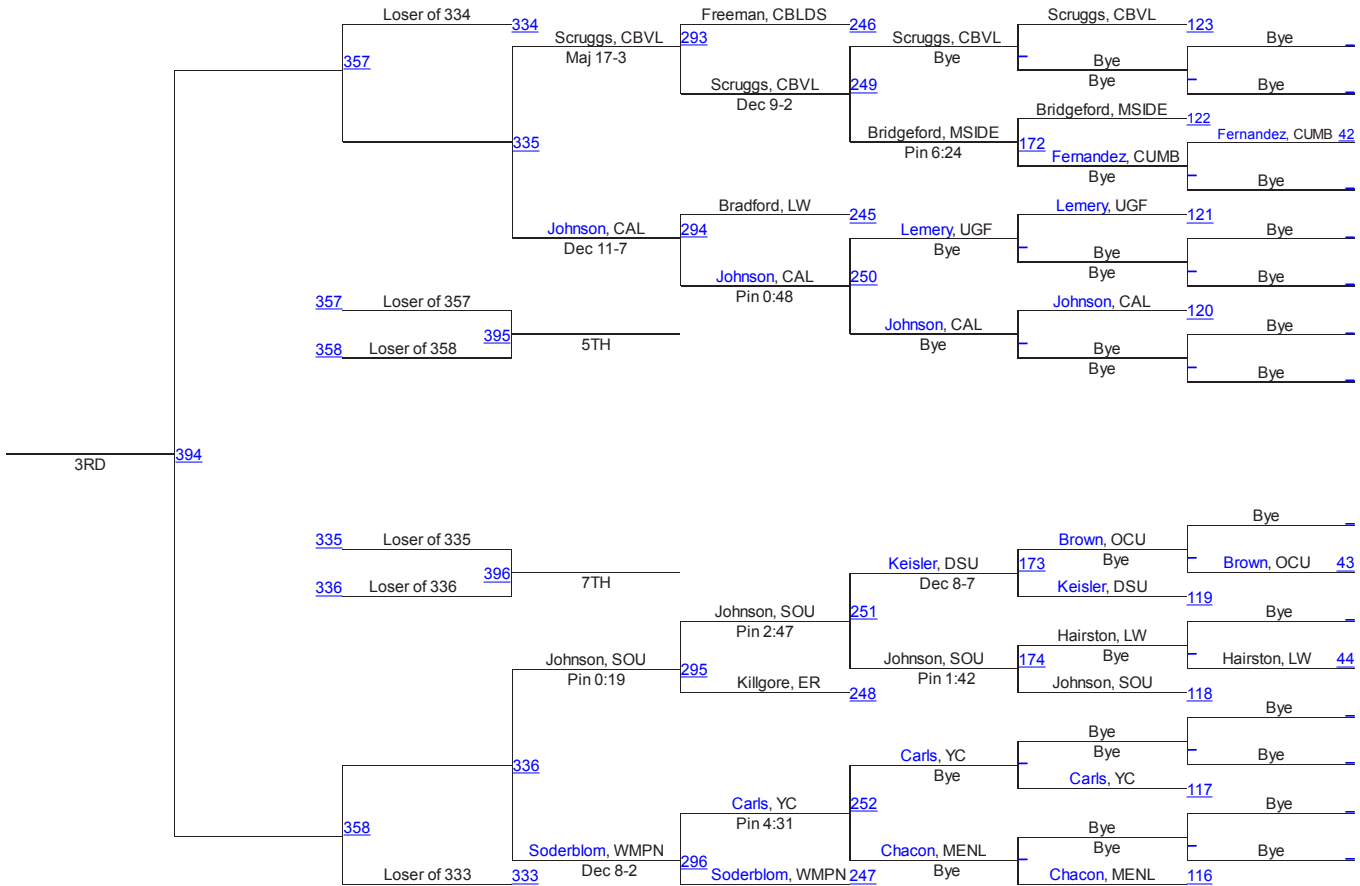 Loser of 334 334 Freeman, CBLDS 246 Scruggs, CBVL 123
Scruggs, CBVL 293 Scruggs, CBVL Bye
Maj 17-3 Bye Bye
357 Bye
Scruggs, CBVL 249 Bye
Dec 9-2
Bridgeford, MSIDE 122
Bridgeford, MSIDE 172 Fernandez, CUMB 42
335 Pin 6:24 Fernandez, CUMB
Bye Bye
Bradford, LW 245 Lemery, UGF 121
Johnson, CAL 294 Lemery, UGF Bye
Dec 11-7 Bye Bye
Bye
Johnson, CAL 250 Bye
Pin 0:48
357 Loser of 357 Johnson, CAL 120
395 5TH Johnson, CAL Bye
358 Loser of 358 Bye Bye
Bye
Bye
3RD 394
Bye
335 Loser of 335 Brown, OCU
Keisler, DSU 173 Bye Brown, OCU 43
396 7TH Dec 8-7
336 Loser of 336 Keisler, DSU 119
Johnson, SOU 251 Bye
Pin 2:47
Hairston, LW
Johnson, SOU 295 Johnson, SOU 174 Bye Hairston, LW 44
Pin 0:19 Pin 1:42
Killgore, ER 248 Johnson, SOU 118
Bye
Bye
336 Carls, YC Bye Bye
Bye
Carls, YC 117
Carls, YC 252 Bye
Pin 4:31
358 Bye
Soderblom, WMPN 296 Chacon, MENL Bye Bye
Dec 8-2 Bye
Loser of 333 333 Soderblom, WMPN 247 Chacon, MENL 116